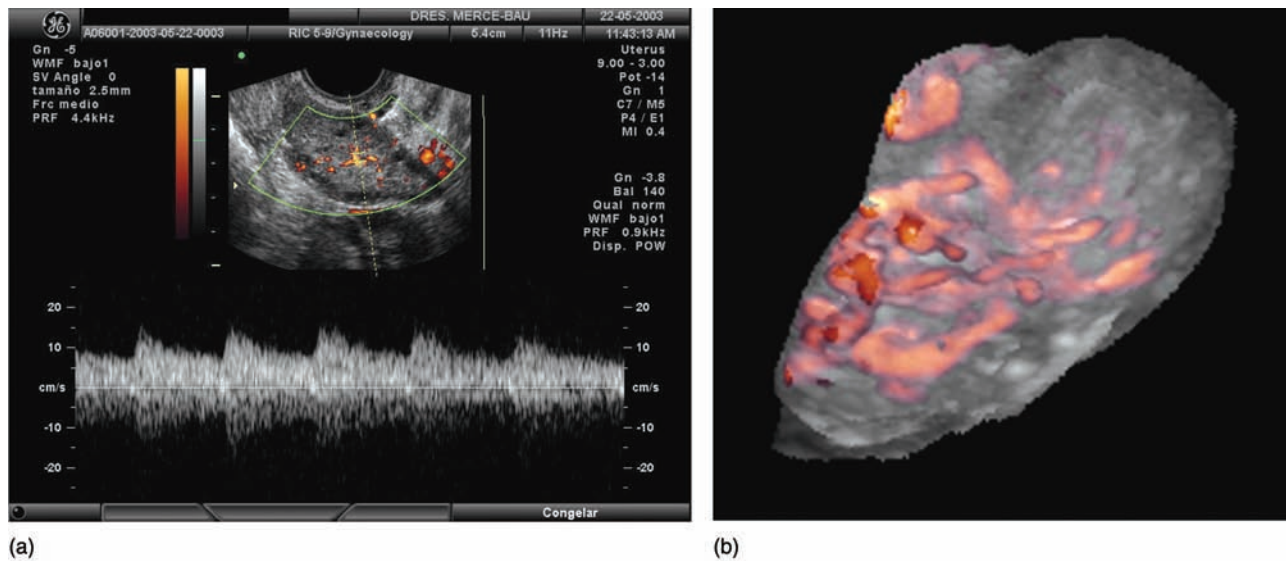 DRES. MERCE-BAU 22-05-2003
A06001-2003-05-22-0003 RIC 5-9/Gynaecology 5.4cm 11Hz 11:43:13 AM
Gn -5
WMF bajo1
SV Angle 0
tamaño 2.5mm
Frc medio
PRF 4.4kHz
Uterus
9.00 - 3.00
Pot -14
Gn 1
C7 / M5
P4 / E1
MI 0.4
Gn -3.8
Bal 140
Qual norm
WMF bajo1
PRF 0.9kHz
Disp. POW
20 20
10 10
cm/s cm/s
-10 -10
-20 -20
Congelar
(a) (b)